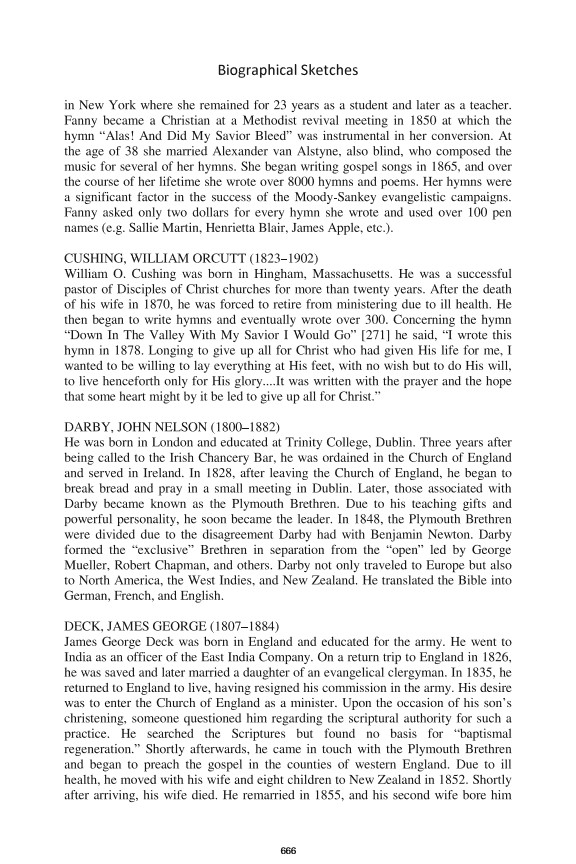 Biographical Sketches
in New York where she remained for 23 years as a student and later as a teacher.
Fanny became a Christian at a Methodist revival meeting in 1850 at which the
hymn “Alas! And Did My Savior Bleed” was instrumental in her conversion. At
the age of 38 she married Alexander van Alstyne, also blind, who composed the
music for several of her hymns. She began writing gospel songs in 1865, and over
the course of her lifetime she wrote over 8000 hymns and poems. Her hymns were
a significant factor in the success of the Moody-Sankey evangelistic campaigns.
Fanny asked only two dollars for every hymn she wrote and used over 100 pen
names (e.g. Sallie Martin, Henrietta Blair, James Apple, etc.).
CUSHING, WILLIAM ORCUTT (1823–1902)
William O. Cushing was born in Hingham, Massachusetts. He was a successful
pastor of Disciples of Christ churches for more than twenty years. After the death
of his wife in 1870, he was forced to retire from ministering due to ill health. He
then began to write hymns and eventually wrote over 300. Concerning the hymn
“Down In The Valley With My Savior I Would Go” [271] he said, “I wrote this
hymn in 1878. Longing to give up all for Christ who had given His life for me, I
wanted to be willing to lay everything at His feet, with no wish but to do His will,
to live henceforth only for His glory....It was written with the prayer and the hope
that some heart might by it be led to give up all for Christ.”
DARBY, JOHN NELSON (1800–1882)
He was born in London and educated at Trinity College, Dublin. Three years after
being called to the Irish Chancery Bar, he was ordained in the Church of England
and served in Ireland. In 1828, after leaving the Church of England, he began to
break bread and pray in a small meeting in Dublin. Later, those associated with
Darby became known as the Plymouth Brethren. Due to his teaching gifts and
powerful personality, he soon became the leader. In 1848, the Plymouth Brethren
were divided due to the disagreement Darby had with Benjamin Newton. Darby
formed the “exclusive” Brethren in separation from the “open” led by George
Mueller, Robert Chapman, and others. Darby not only traveled to Europe but also
to North America, the West Indies, and New Zealand. He translated the Bible into
German, French, and English.
DECK, JAMES GEORGE (1807–1884)
James George Deck was born in England and educated for the army. He went to
India as an officer of the East India Company. On a return trip to England in 1826,
he was saved and later married a daughter of an evangelical clergyman. In 1835, he
returned to England to live, having resigned his commission in the army. His desire
was to enter the Church of England as a minister. Upon the occasion of his son’s
christening, someone questioned him regarding the scriptural authority for such a
practice. He searched the Scriptures but found no basis for “baptismal
regeneration.” Shortly afterwards, he came in touch with the Plymouth Brethren
and began to preach the gospel in the counties of western England. Due to ill
health, he moved with his wife and eight children to New Zealand in 1852. Shortly
after arriving, his wife died. He remarried in 1855, and his second wife bore him
666